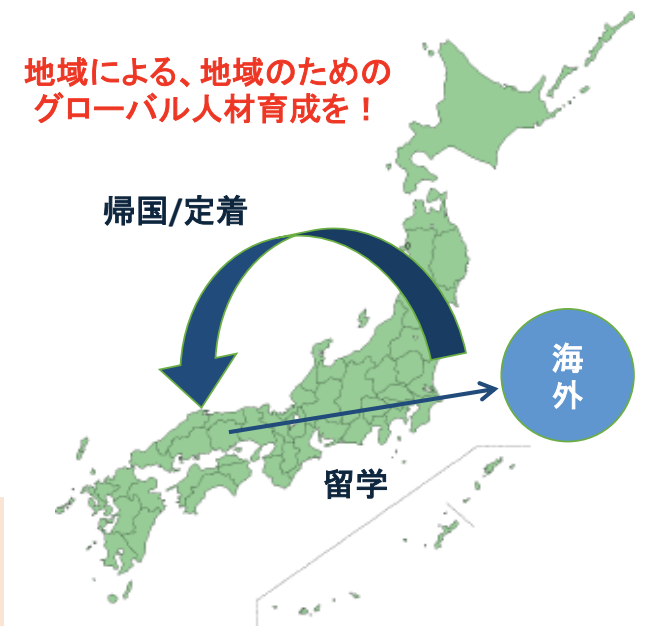 地域による、地域のための
グローバル人材育成を！
帰国/定着
海
外
留学